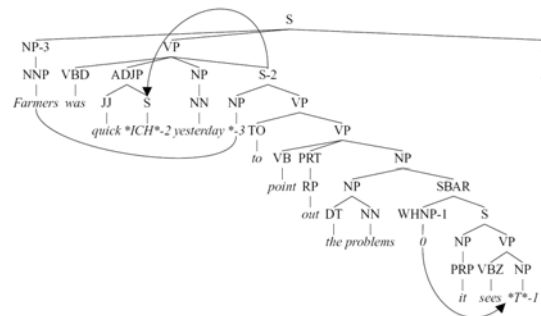 S
NP-3 VP
NNP VBD ADJP NP S-2
Farmers was JJ S NN NP VP
quick *ICH*-2 yesterday *-3 TO VP
to VB PRT NP
point RP NP SBAR
out DT NN WHNP-1 S
the problems 0 NP VP
PRP VBZ NP
it sees *T*-1